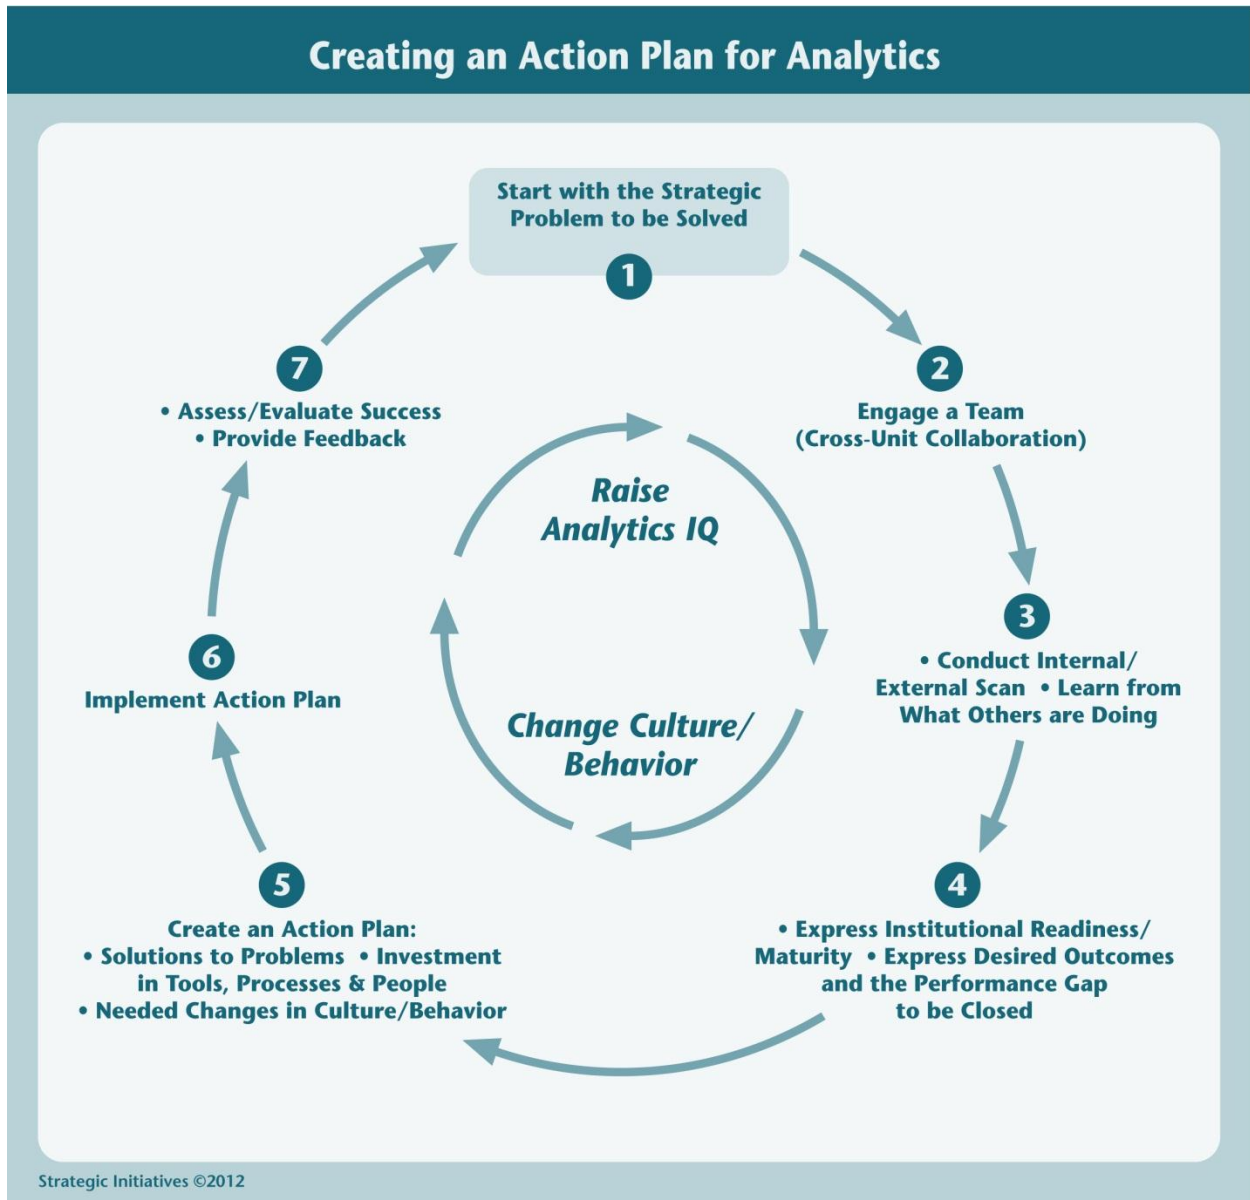 Creating an Action Plan for Analytics
Start with the Strategic
Problem to be Solved
1
2
Engage a Team
(Cross-Unit Collaboration)
3
• Conduct Internal/
External Scan • Learn from
What Others are Doing
4
• Express Institutional Readiness/
Maturity • Express Desired Outcomes
and the Performance Gap
to be Closed
5
Create an Action Plan:
• Solutions to Problems • Investment
in Tools, Processes & People
• Needed Changes in Culture/Behavior
6
Implement Action Plan
7
• Assess/Evaluate Success
• Provide Feedback
Raise
Analytics IQ
Change Culture/
Behavior
Strategic Initiatives ©2012